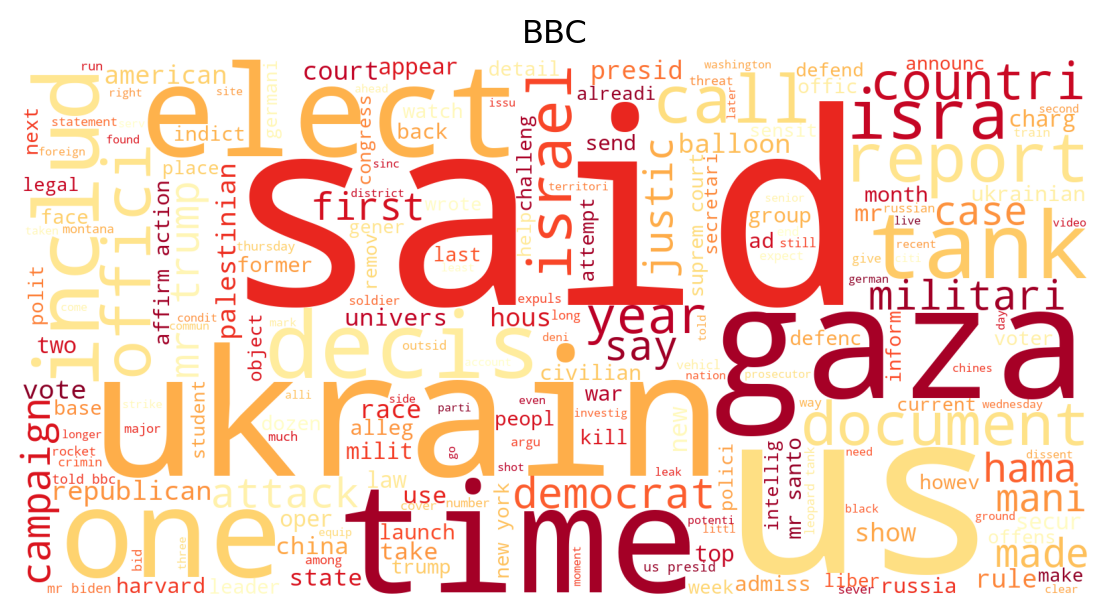 BBC
run
american
court
appear
detail
presid
washington
threat
defend
offic
announc
countri
right
site
germani
ahead
issu
alreadi
call
later
isra
second
train
charg
next
statement
found
foreign
includ
elect
indict
congress
watch
back
send
balloon
sensit
report
legal
place
said
challeng
israel
justic
suprem court
secretari
senior
month
ukrainian
face
montana
offici
affirm action
mr trump
palestinian
first
district
sinc
wrote
gener
remov
help
territori
attempt
group
ad
still
expect
mr
russian
live
case
video
recent
tank
thursday
former
last
give
german
polit
two
condit
commun
object
soldier
univers
expuls
hous
long
year
say
told
militari
gaza
defenc
inform
day
voter
chines
come
mark
decis
outsid
deni
civilian
vehicl
nation
prosecutor
vote
base
strike
major
student
alli
dozen
much
race
alleg
milit
side
parti
even
argu
peopl
war
investig
kill
new
way
current
wednesday
document
ukrain
campaign
longer
rocket
crimin
told bbc
republican
attack
law
go
shot
leak
polici
intellig
mr santo
leopard tank
need
dissent
howev
hama
mani
one
time
use
cover
number
democrat
us
black
ground
secur
offens
oper
equip
china
among
launch
take
trump
new york
moment
potenti
littl
top
us presid
show
made
three
bid
mr biden
harvard
leader
state
week
admiss
liber
sever
russia
rule
make
clear